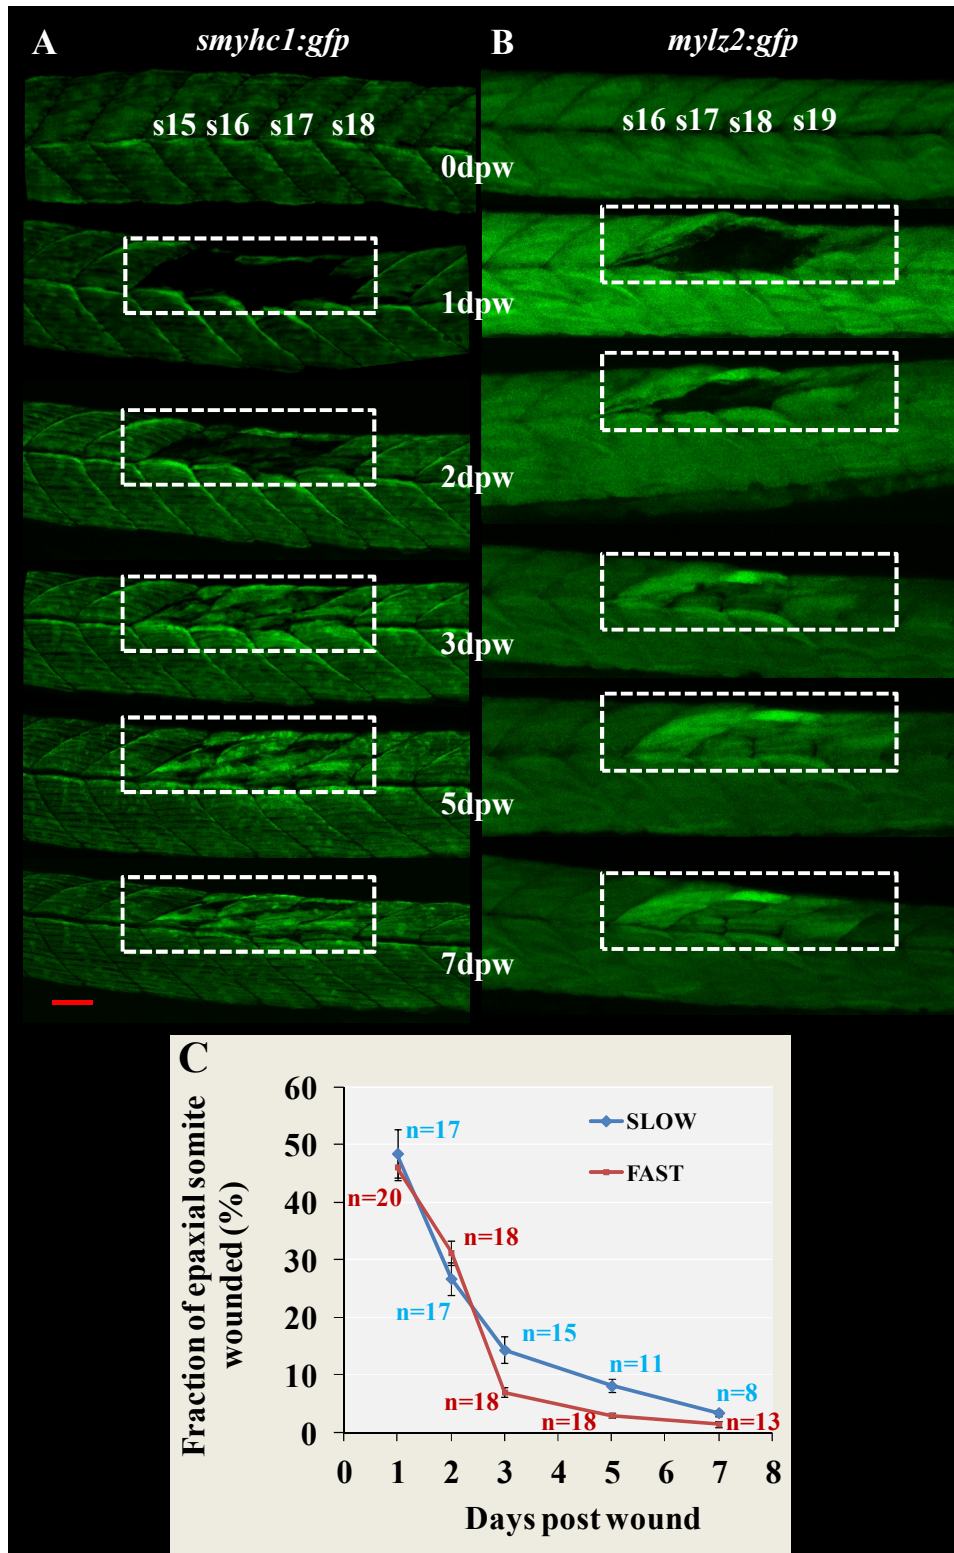 A smyhc1:gfp
B mylz2:gfp
s15 s16 s17 s18
s16 s17 s18 s19
0dpw
1dpw
2dpw
3dpw
5dpw
7dpw
C
Fraction of epaxial somite
wounded (%)
60
50
40
30
20
10
0
SLOW
FAST
n=17
n=20
n=18
n=17
n=15
n=18
n=11
n=18
n=8
n=13
0 1 2 3 4 5 6 7 8
Days post wound